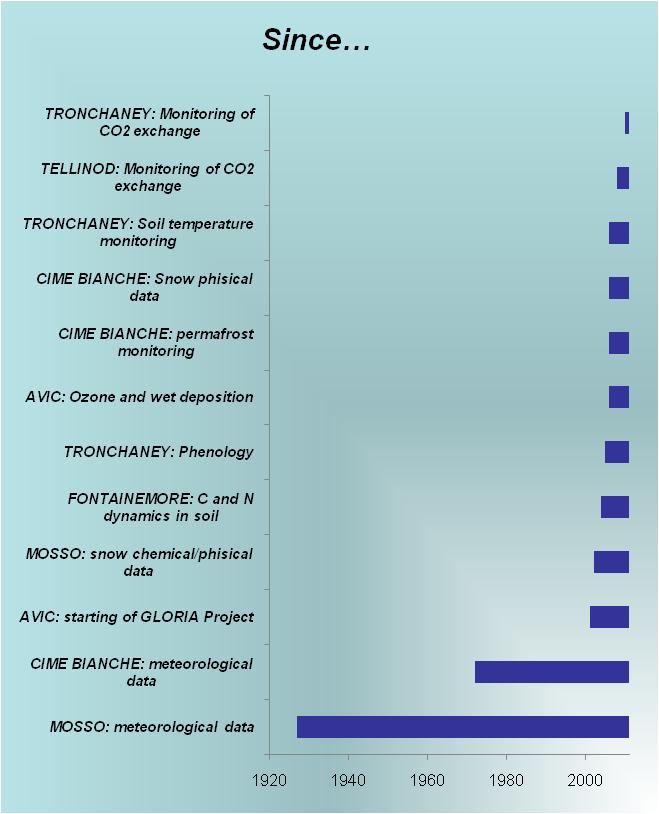 Since…
TRONCHANEY: Monitoring of
CO2 exchange
TELLINOD: Monitoring of CO2
exchange
TRONCHANEY: Soil temperature
monitoring
CIME BIANCHE: Snow phisical
data
CIME BIANCHE: permafrost
monitoring
AVIC: Ozone and wet deposition
TRONCHANEY: Phenology
FONTAINEMORE: C and N
dynamics in soil
MOSSO: snow chemical/phisical
data
AVIC: starting of GLORIA Project
CIME BIANCHE: meteorological
data
MOSSO: meteorological data
1920 1940 1960 1980 2000